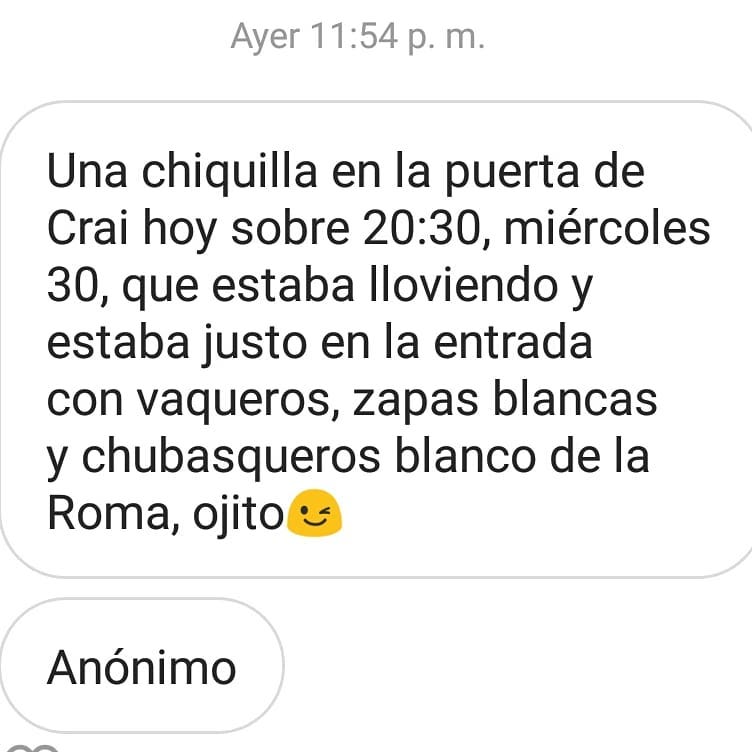 Ayer 11:54 p. m.
Una chiquilla en la puerta de
Crai hoy sobre 20:30, miércoles
30, que estaba lloviendo y
estaba justo en la entrada
con vaqueros, zapas blancas
y chubasqueros blanco de la
Roma, ojito😉
Anónimo